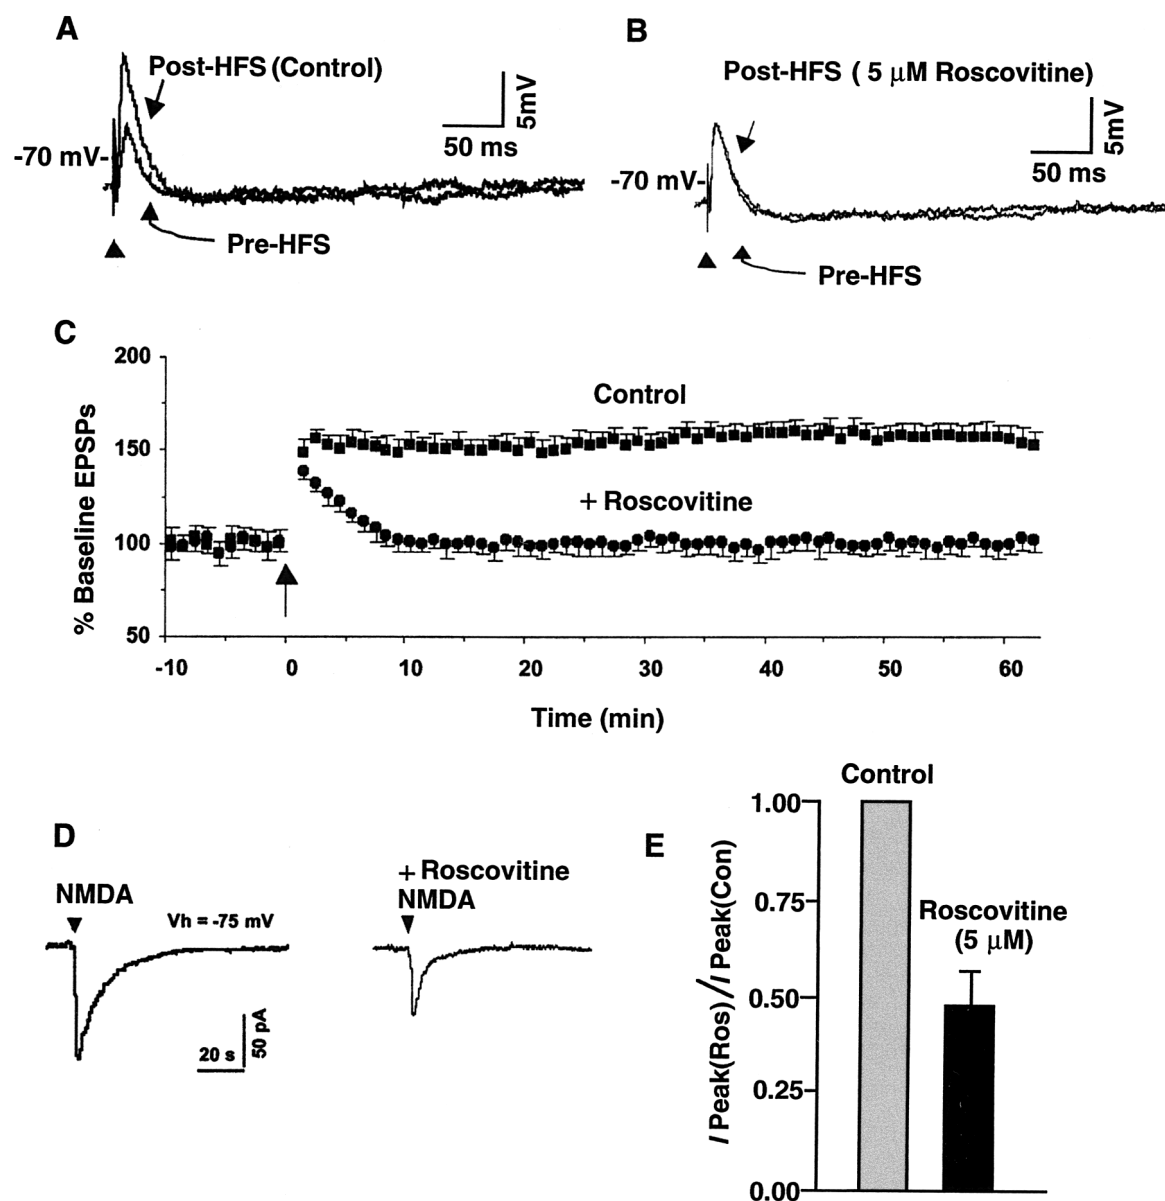 A
Post-HFS (Control)
5mV
50 ms
-70 mV-
Pre-HFS
B
Post-HFS ( 5 μM Roscovitine)
5mV
50 ms
-70 mV-
Pre-HFS
C
% Baseline EPSPs
200
150
100
50
Control
+ Roscovitine
-10 0 10 20 30 40 50 60
Time (min)
D
NMDA
Vh = -75 mV
20 s
50 pA
+ Roscovitine
NMDA
E
I Peak(Ros) / I Peak(Con)
Control
1.00
0.75
0.50
0.25
0.00
Roscovitine
(5 μM)